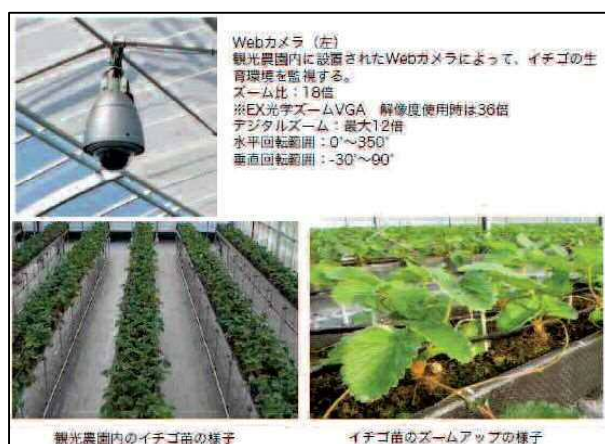 Webカメラ（左）
観光農園内に設置されたWebカメラによって、イチゴの生
育環境を監視する。
ズーム比：18倍
※EX光学ズームVGA　解像度使用時は36倍
デジタルズーム：最大12倍
水平回転範囲：0°～350°
垂直回転範囲：-30°～90°
観光農園内のイチゴ苗の様子
イチゴ苗のズームアップの様子